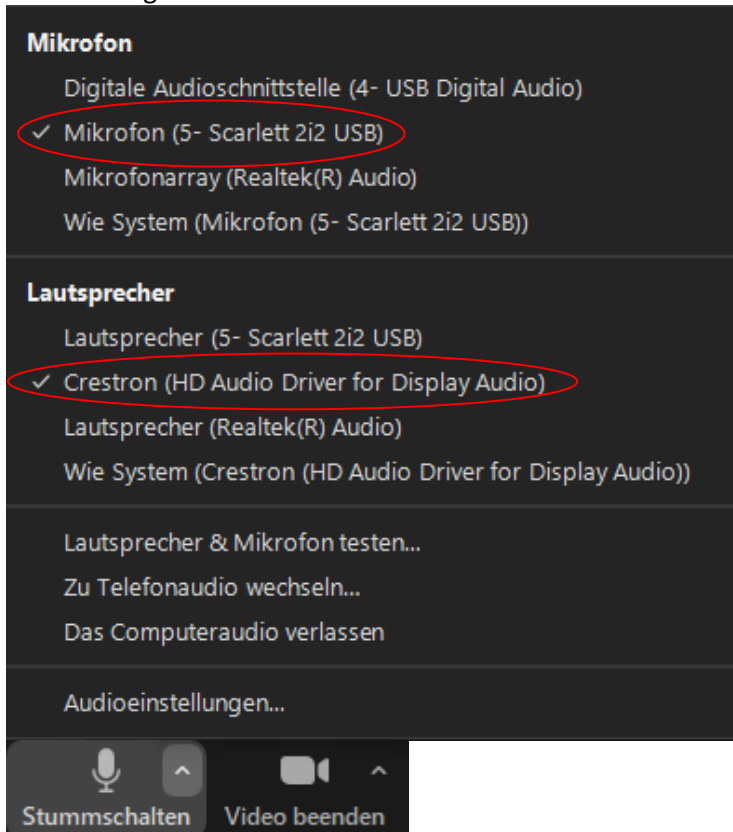 Mikrofon
Digitale Audioschnittstelle (4- USB Digital Audio)
✓ Mikrofon (5- Scarlett 2i2 USB)
Mikrofonarray (Realtek(R) Audio)
Wie System (Mikrofon (5- Scarlett 2i2 USB))
Lautsprecher
Lautsprecher (5- Scarlett 2i2 USB)
✓ Crestron (HD Audio Driver for Display Audio)
Lautsprecher (Realtek(R) Audio)
Wie System (Crestron (HD Audio Driver for Display Audio))
Lautsprecher & Mikrofon testen...
Zu Telefonaudio wechseln...
Das Computeraudio verlassen
Audioeinstellungen...
Stummschalten Video beenden